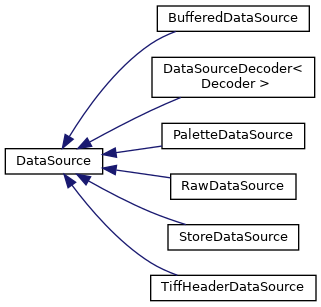 BufferedDataSource
DataSourceDecoder<
Decoder >
PaletteDataSource
DataSource
RawDataSource
StoreDataSource
TiffHeaderDataSource